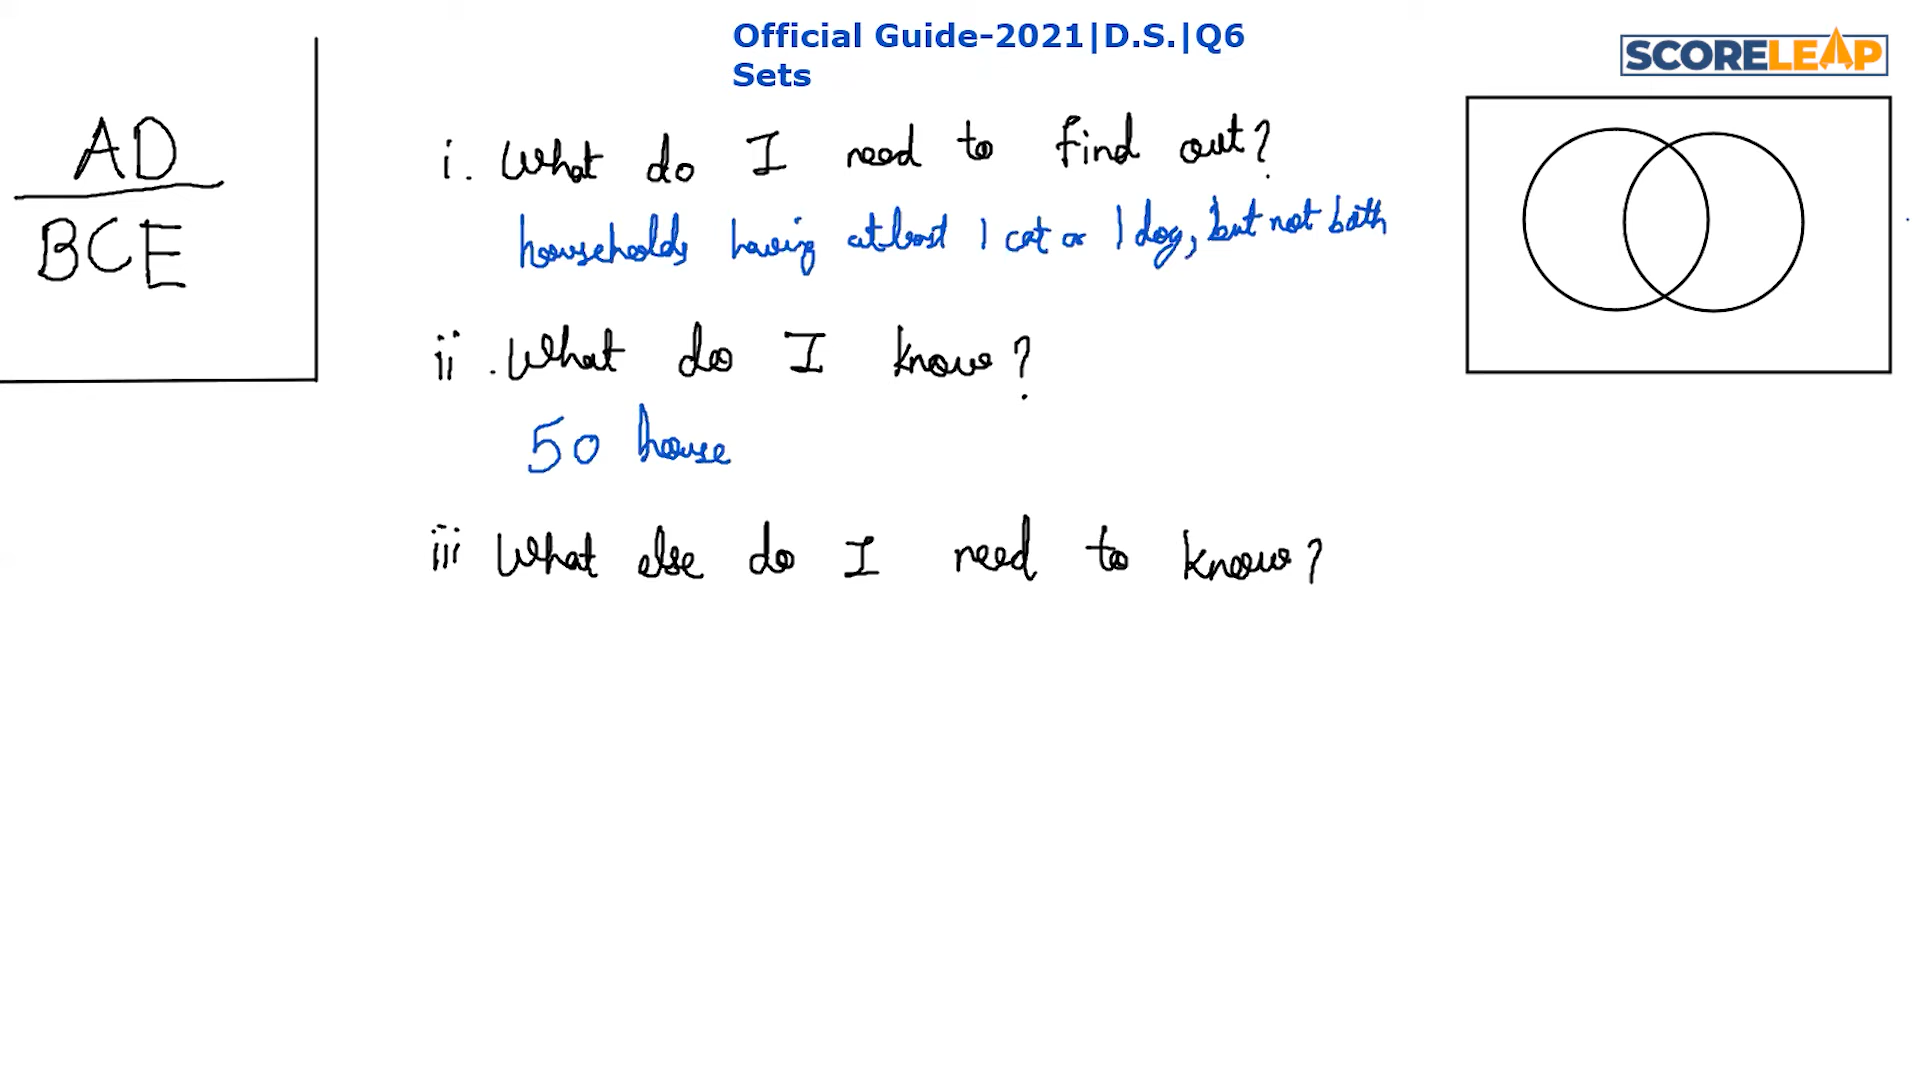 Official Guide-2021|D.S.|Q6
Sets
SCORELEAP
AD
BCE
i. What do I need to find out?
households having atleast 1 cat or 1 dog, but not both
ii. What do I know?
50 house
iii What else do I need to know?